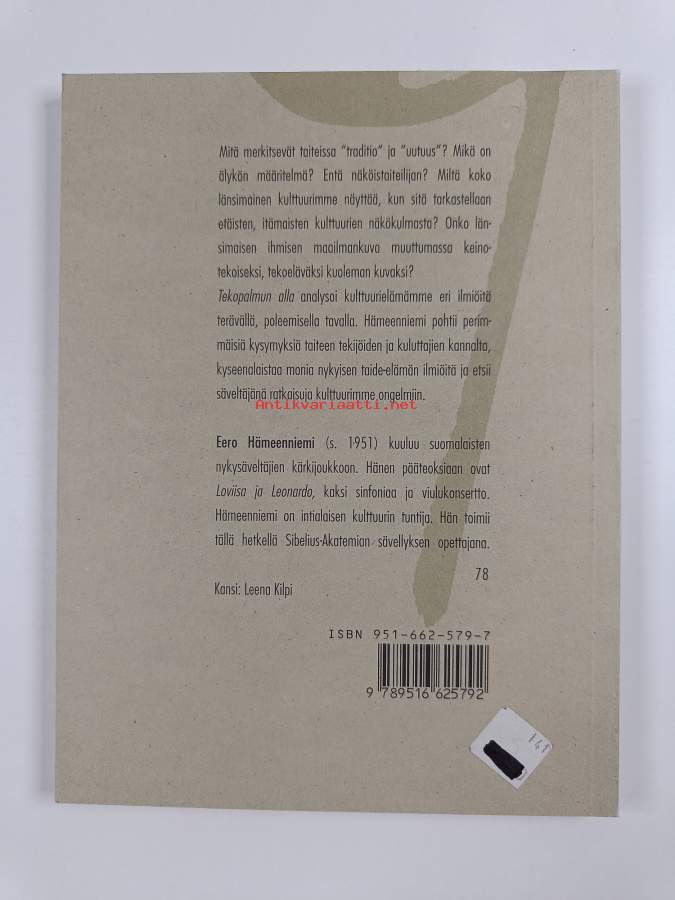 Mitä merkitsevät taiteissa "traditio" ja "uutuus"? Mikä on
älykön määritelmä? Entä näköistaiteilijan? Miltä koko
länsimainen kulttuurimme näyttää, kun sitä tarkastellaan
etäisten, itämaisten kulttuurien näkökulmasta? Onko län-
simaisen ihmisen maailmankuva muuttumassa keino-
tekoiseksi, tekoeläväksi kuoleman kuvaksi?
Tekopalmun alla analysoi kulttuurielämämme eri ilmiöitä
terävällä, poleemisella tavalla. Hämeenniemi pohtii perim-
mäisiä kysymyksiä taiteen tekijöiden ja kuluttajien kannalta,
kyseenalaistaa monia nykyisen taide-elämän ilmiöitä ja etsii
säveltäjänä ratkaisuja kulttuurimme ongelmiin.
Antikvariaatti.net
Eero Hämeenniemi (s. 1951) kuuluu suomalaisten
nykysäveltäjien kärkijoukkoon. Hänen pääteoksiaan ovat
Loviisa ja Leonardo, kaksi sinfoniaa ja viulukonsertto.
Hämeenniemi on intialaisen kulttuurin tuntija. Hän toimii
tällä hetkellä Sibelius-Akatemian sävellyksen opettajana.
78
Kansi: Leena Kilpi
ISBN 951-662-579-7
9 789516 625792